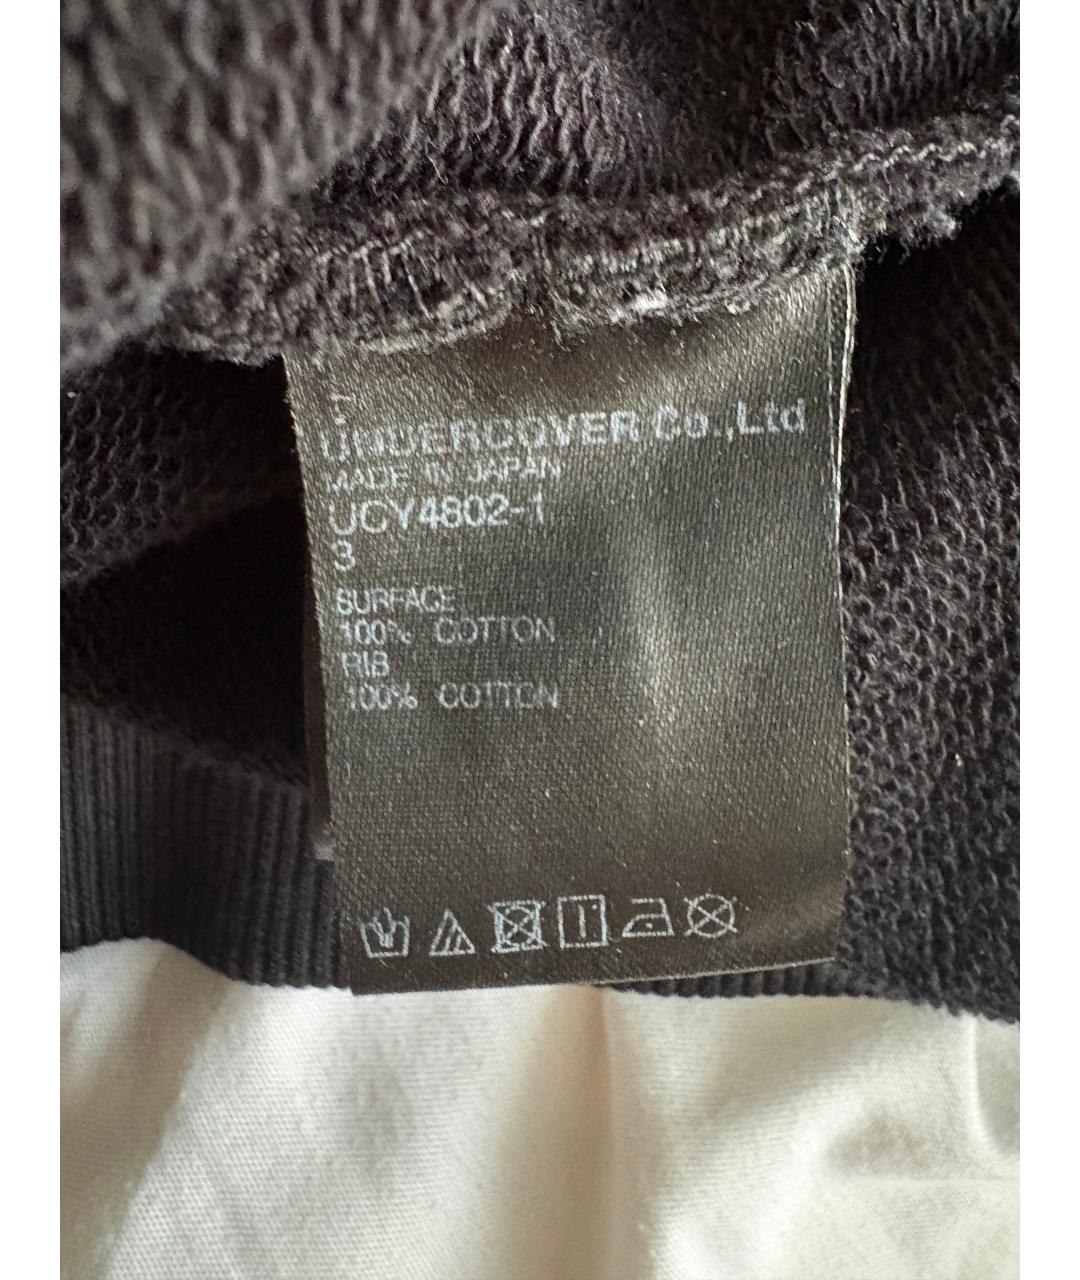 UNDERCOVER Co.,Ltd
MADE IN JAPAN
UCY4802-1
3
SURFACE
100% COTTON
RIB
100% COTTON